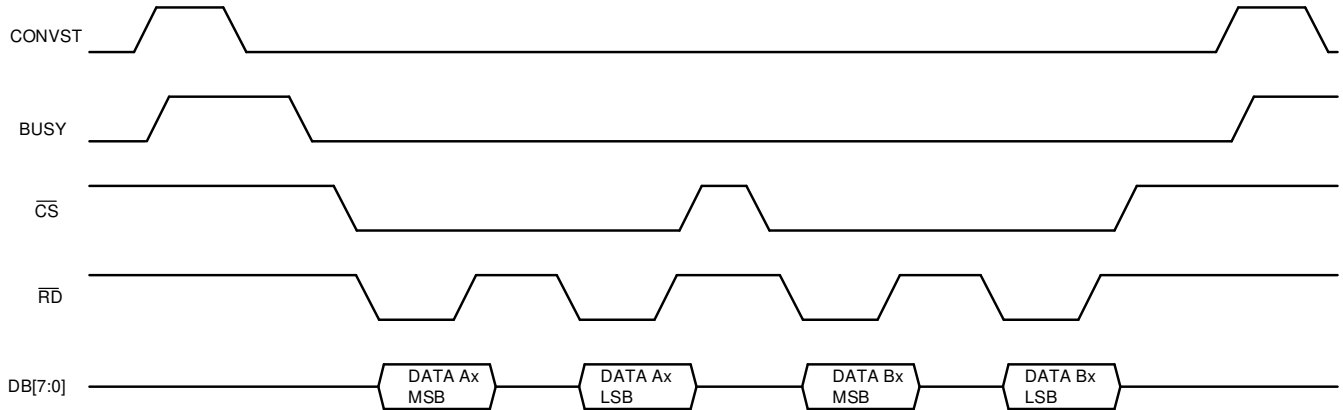 CONVST
BUSY
CS
RD
DB[7:0]
DATA Ax
MSB
DATA Ax
LSB
DATA Bx
MSB
DATA Bx
LSB